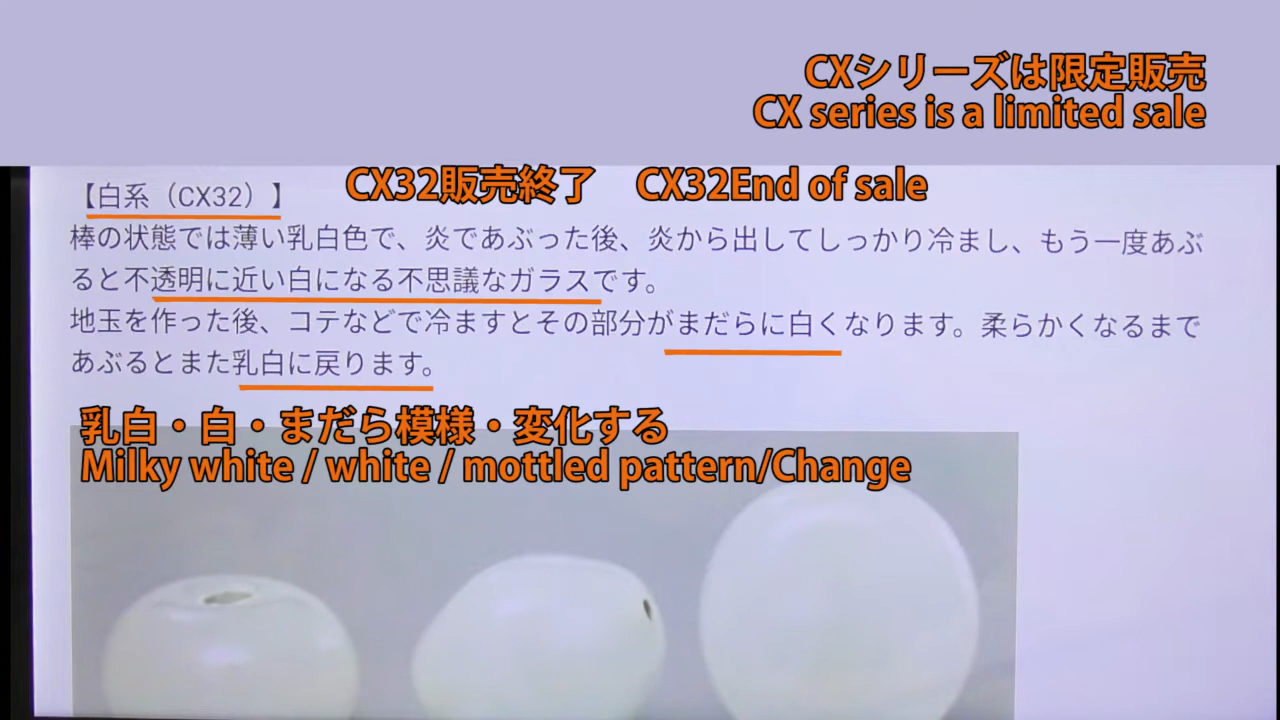 CXシリーズは限定販売
CX series is a limited sale
CX32販売終了 CX32End of sale
【白系（CX32）】
棒の状態では薄い乳白色で、炎であぶった後、炎から出してしっかり冷まし、もう一度あぶ
ると不透明に近い白になる不思議なガラスです。
地玉を作った後、コテなどで冷ますとその部分がまだらに白くなります。柔らかくなるまで
あぶるとまた乳白に戻ります。
乳白・白・まだら模様・変化する
Milky white / white / mottled pattern/Change